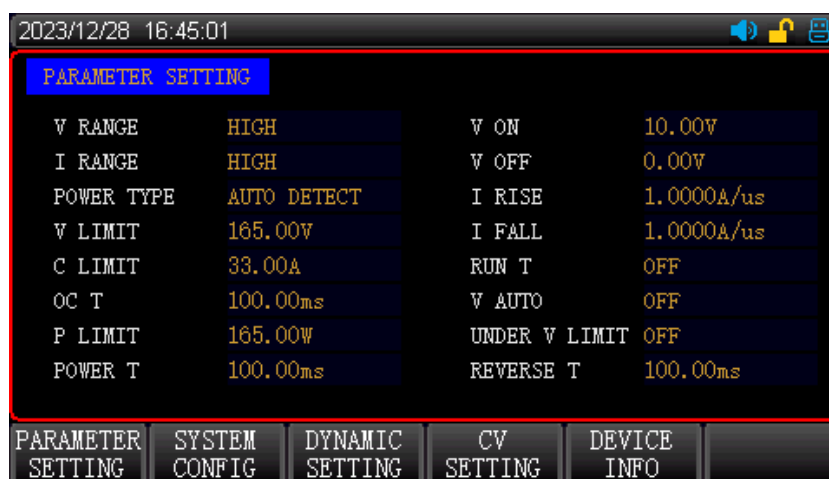 2023/12/28 16:45:01
PARAMETER SETTING
V RANGE HIGH V ON 10.00V
I RANGE HIGH V OFF 0.00V
POWER TYPE AUTO DETECT I RISE 1.0000A/us
V LIMIT 165.00V I FALL 1.0000A/us
C LIMIT 33.00A RUN T OFF
OC T 100.00ms V AUTO OFF
P LIMIT 165.00W UNDER V LIMIT OFF
POWER T 100.00ms REVERSE T 100.00ms
PARAMETER SYSTEM DYNAMIC CV DEVICE
SETTING CONFIG SETTING SETTING INFO